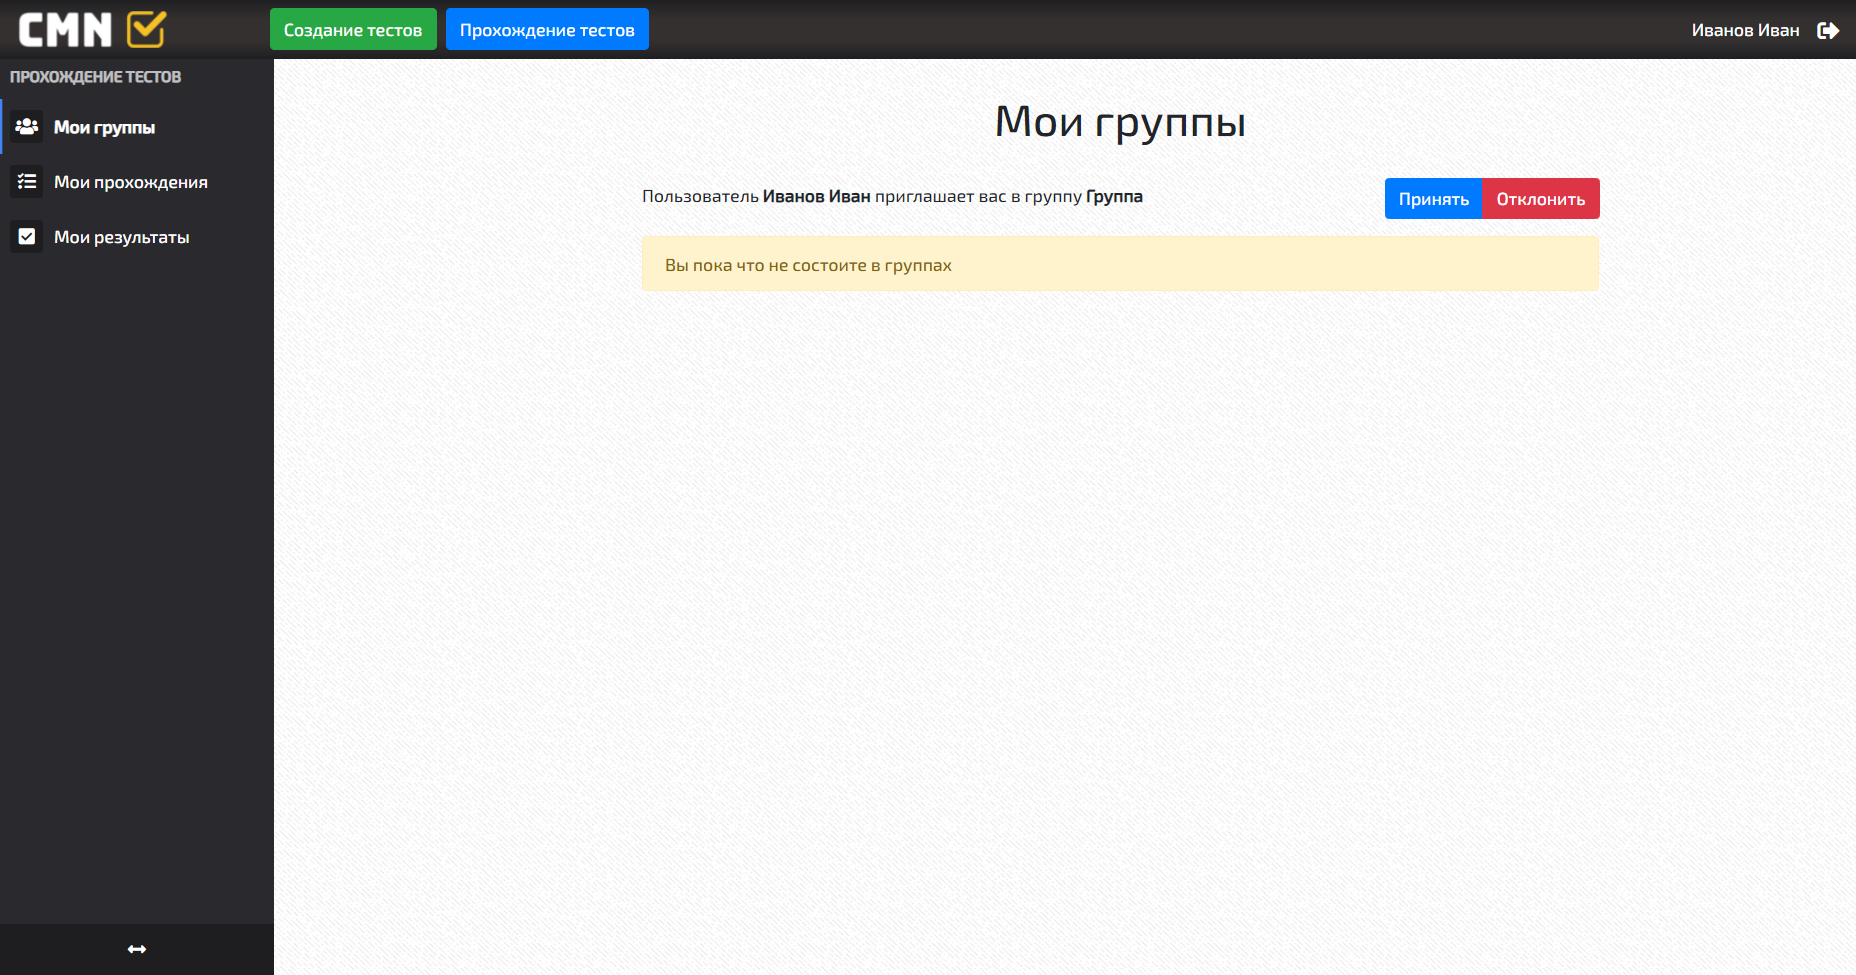 CMN
Создание тестов
Прохождение тестов
Иванов Иван
ПРОХОЖДЕНИЕ ТЕСТОВ
Мои группы
Мои прохождения
Мои результаты
Мои группы
Пользователь Иванов Иван приглашает вас в группу Группа
Принять
Отклонить
Вы пока что не состоите в группах